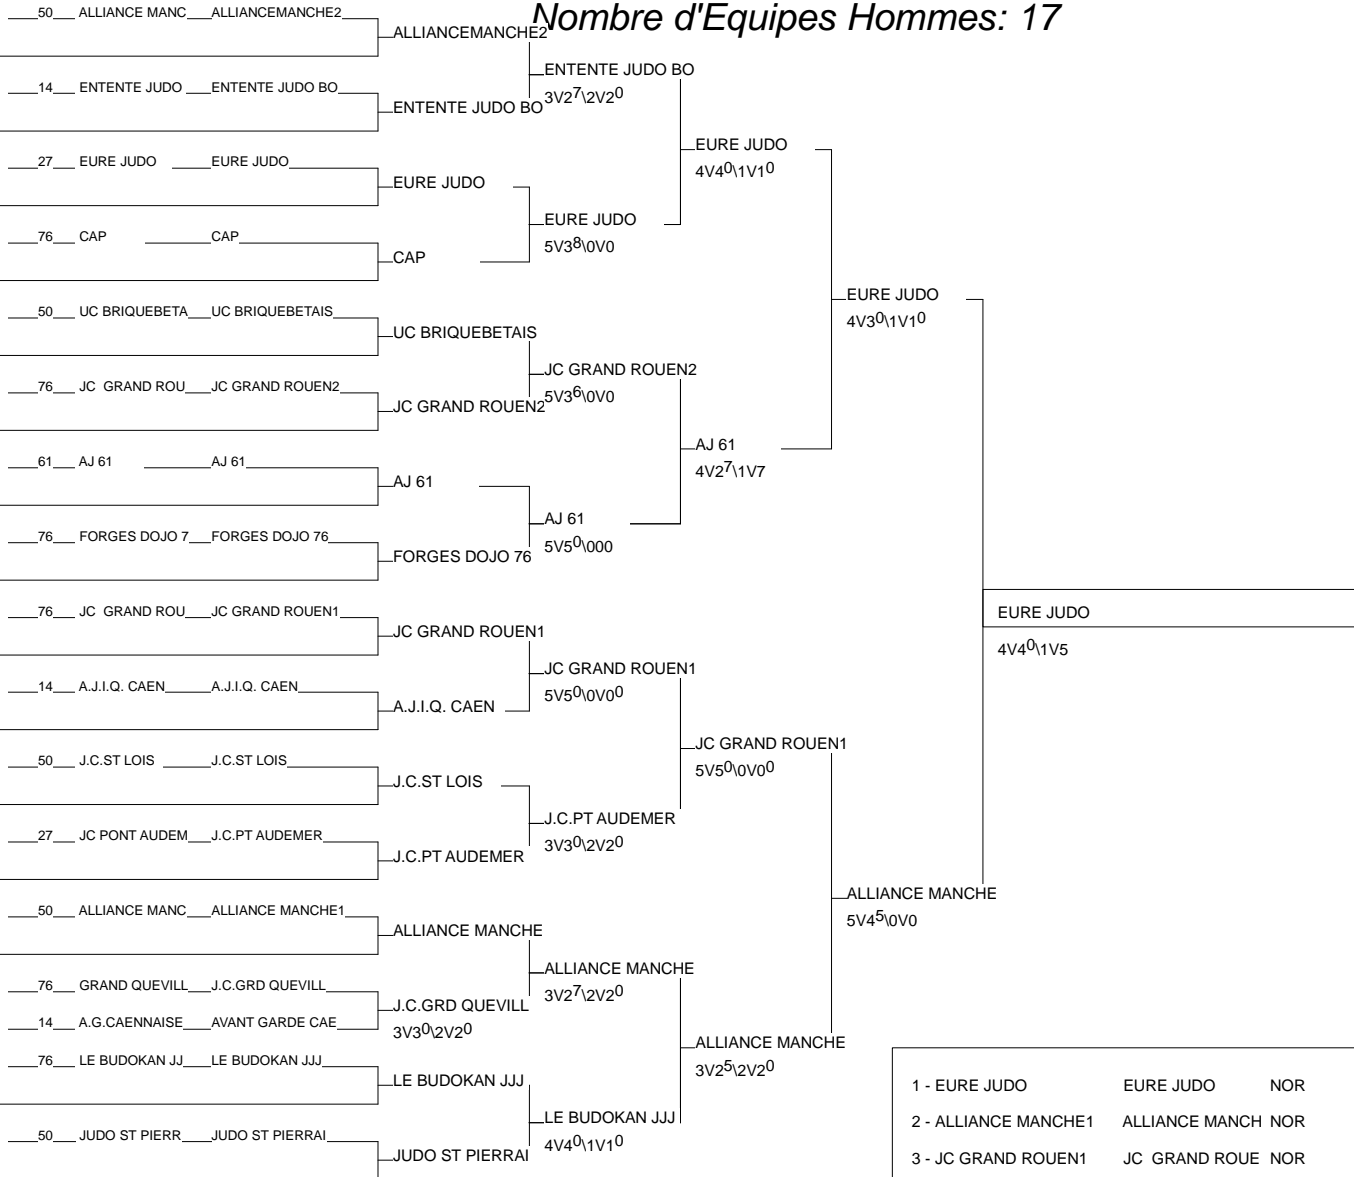 Nombre d'Equipes Hommes: 17
50 ALLIANCE MANC ALLIANCEMANCHE2
14 ENTENTE JUDO ENTENTE JUDO BO
27 EURE JUDO EURE JUDO
76 CAP CAP
50 UC BRIQUEBETA UC BRIQUEBETAIS
76 JC GRAND ROU JC GRAND ROUEN2
61 AJ 61 AJ 61
76 FORGES DOJO 7 FORGES DOJO 76
76 JC GRAND ROU JC GRAND ROUEN1
14 A.J.I.Q. CAEN A.J.I.Q. CAEN
50 J.C.ST LOIS J.C.ST LOIS
27 JC PONT AUDEM J.C.PT AUDEMER
50 ALLIANCE MANC ALLIANCE MANCHE1
76 GRAND QUEVILL J.C.GRD QUEVILL
14 A.G.CAENNAISE AVANT GARDE CAE
76 LE BUDOKAN JJ LE BUDOKAN JJJ
50 JUDO ST PIERR JUDO ST PIERRAI
ALLIANCEMANCHE2
ENTENTE JUDO BO
EURE JUDO
CAP
UC BRIQUEBETAIS
JC GRAND ROUEN2
AJ 61
FORGES DOJO 76
JC GRAND ROUEN1
A.J.I.Q. CAEN
J.C.ST LOIS
J.C.PT AUDEMER
ALLIANCE MANCHE
J.C.GRD QUEVILL
3V30\2V20
LE BUDOKAN JJJ
JUDO ST PIERRAI
ENTENTE JUDO BO
3V27\2V20
EURE JUDO
5V38\0V0
JC GRAND ROUEN2
5V36\0V0
AJ 61
5V50\000
JC GRAND ROUEN1
5V50\0V00
J.C.PT AUDEMER
3V30\2V20
ALLIANCE MANCHE
3V27\2V20
LE BUDOKAN JJJ
4V40\1V10
EURE JUDO
4V40\1V10
AJ 61
4V27\1V7
JC GRAND ROUEN1
5V50\0V00
ALLIANCE MANCHE
3V25\2V20
EURE JUDO
4V30\1V10
ALLIANCE MANCHE
5V45\0V0
EURE JUDO
4V40\1V5
1 - EURE JUDO EURE JUDO NOR
2 - ALLIANCE MANCHE1 ALLIANCE MANCH NOR
3 - JC GRAND ROUEN1 JC GRAND ROUE NOR